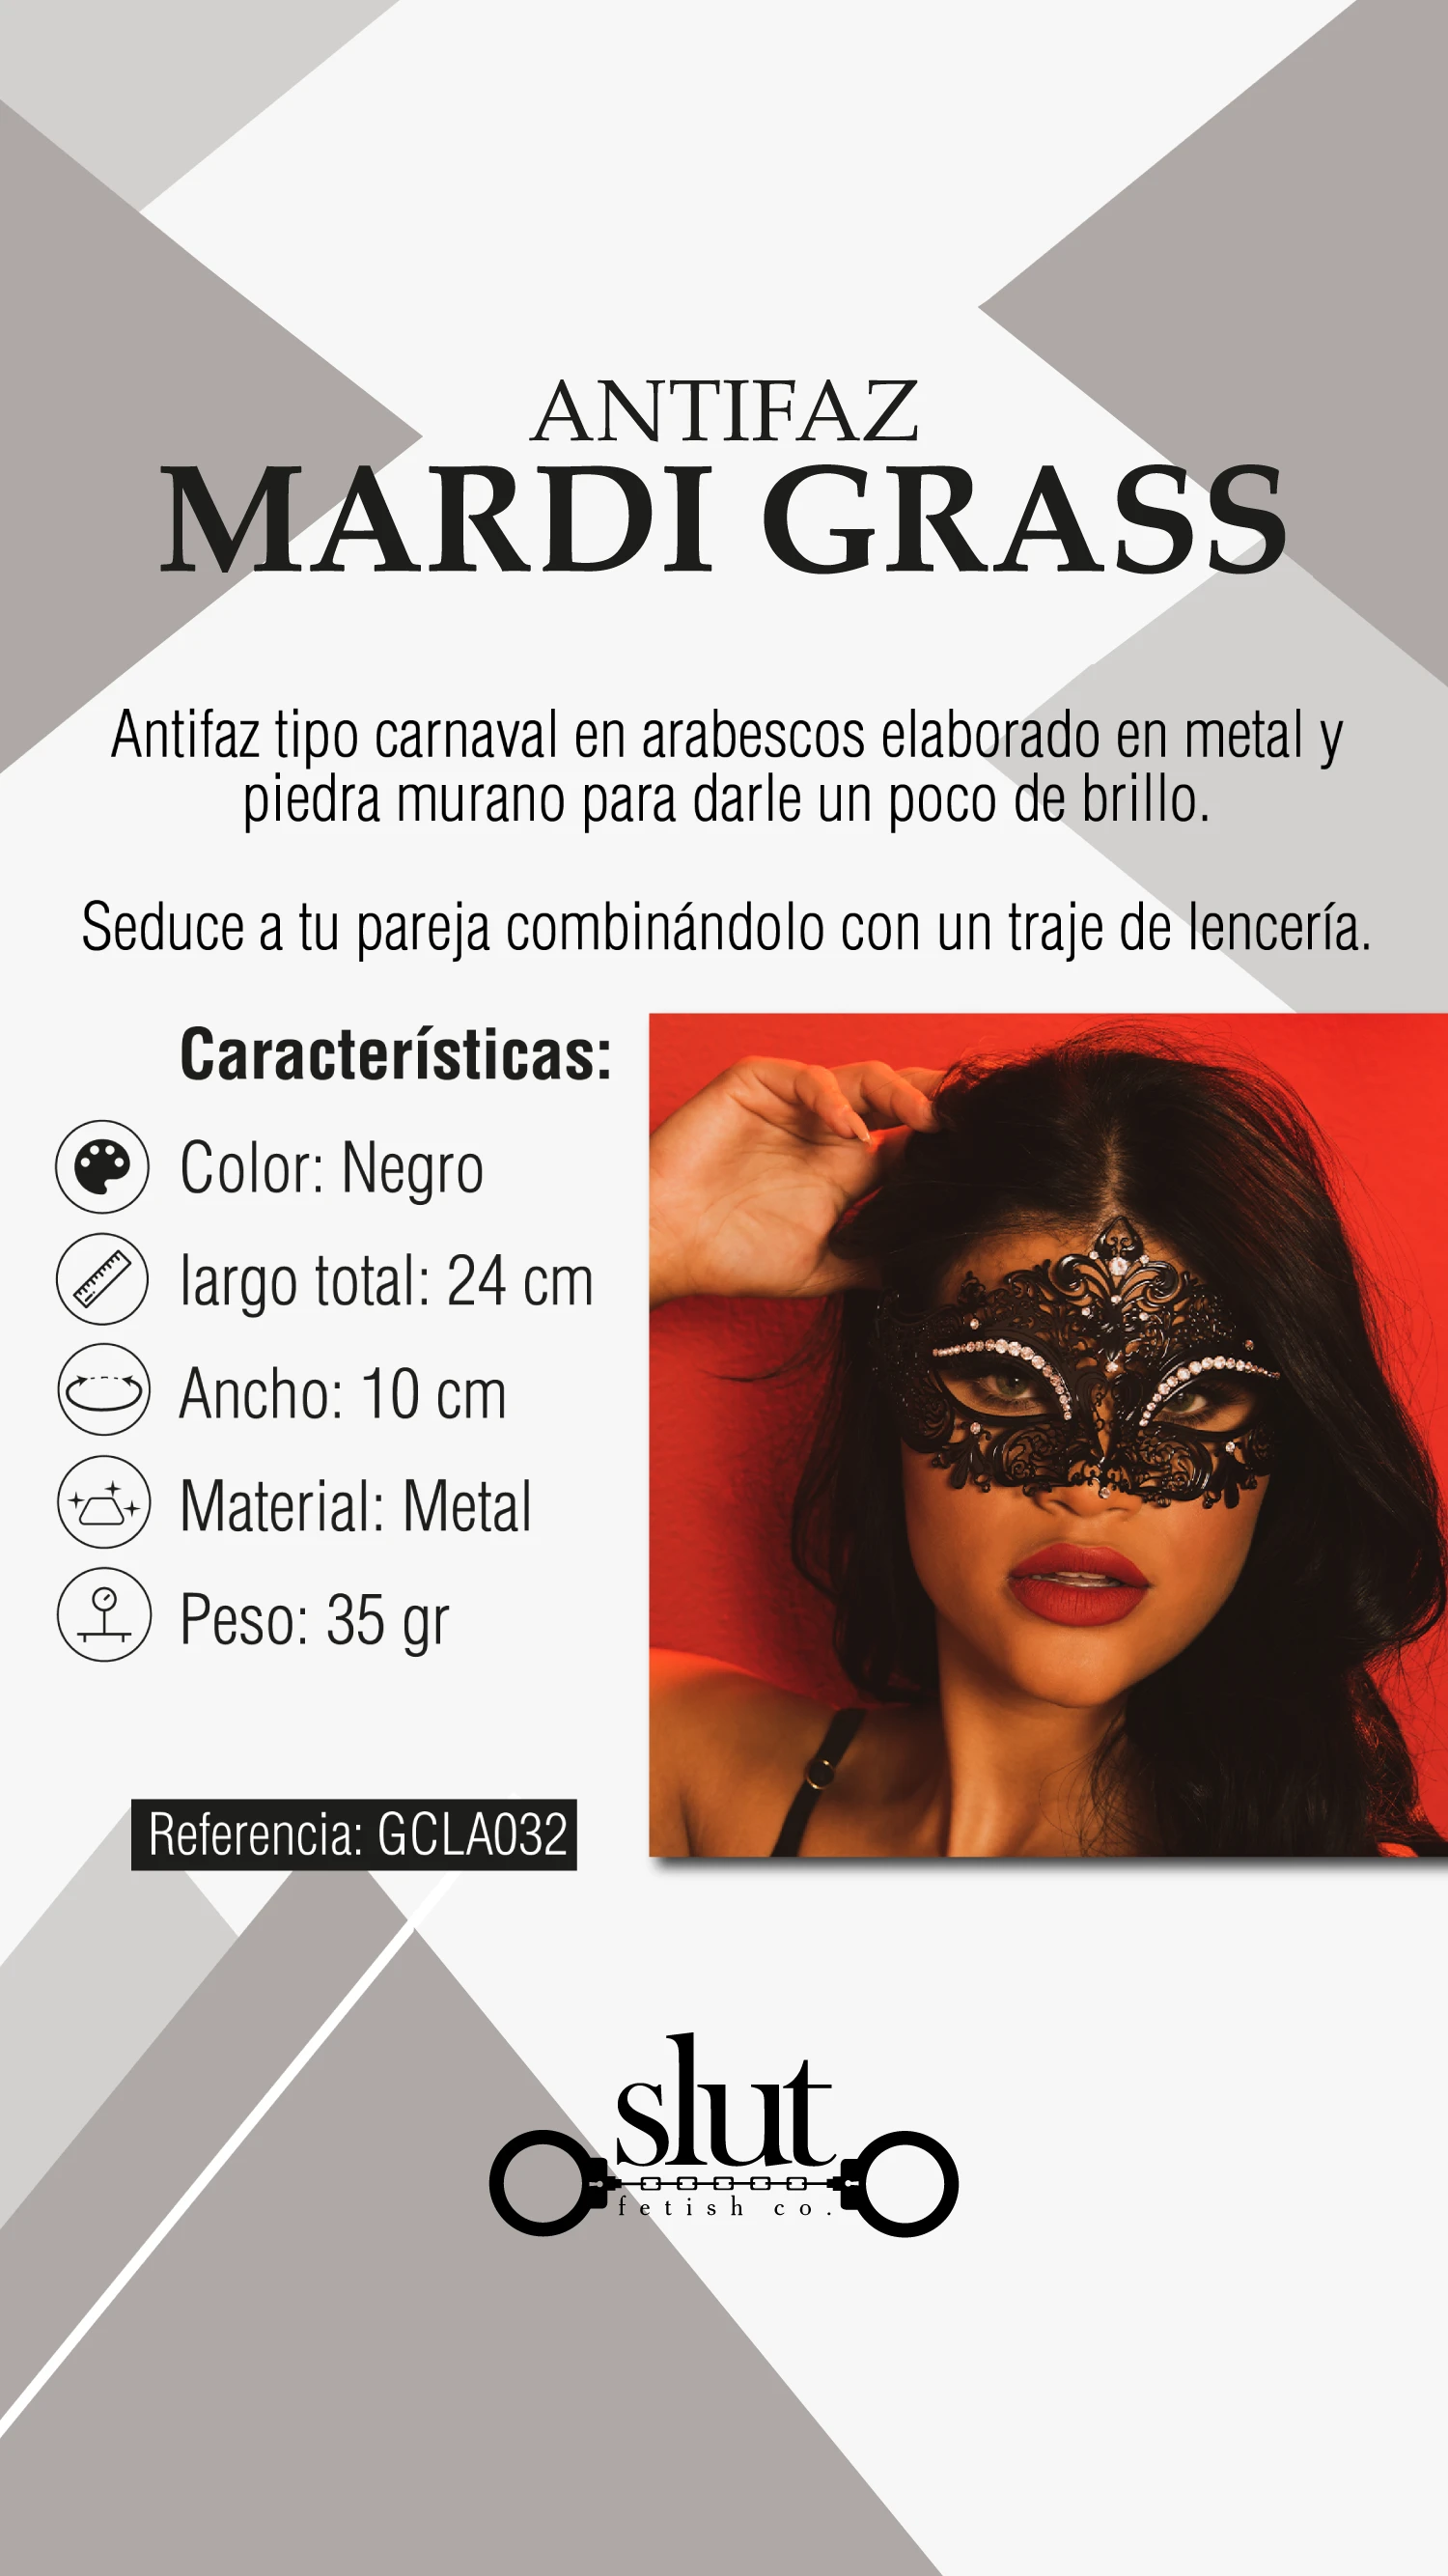 ANTIFAZ
MARDI GRASS
Antifaz tipo carnaval en arabescos elaborado en metal y
piedra murano para darle un poco de brillo.
Seduce a tu pareja combinándolo con un traje de lencería.
Características:
Color: Negro
largo total: 24 cm
Ancho: 10 cm
Material: Metal
Peso: 35 gr
Referencia: GCLA032
slut
fetish co.